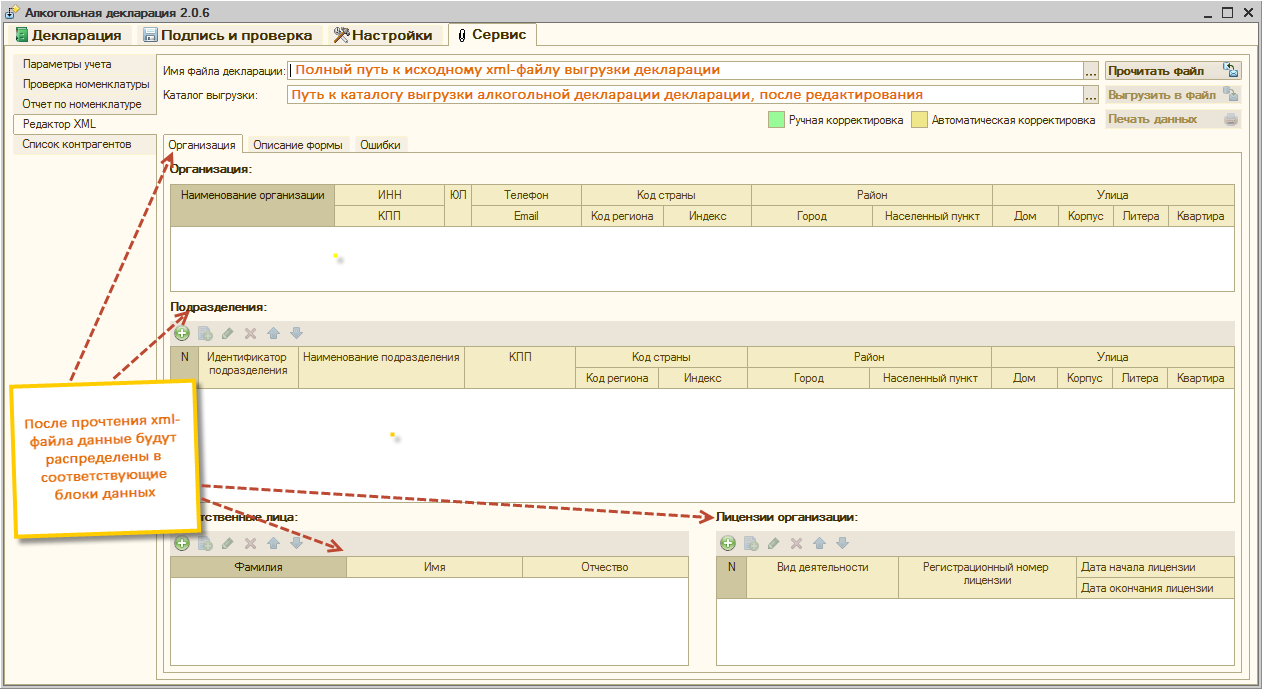 Алкогольная декларация 2.0.6
Декларация Подпись и проверка Настройки Сервис
Параметры учета
Проверка номенклатуры
Отчет по номенклатуре
Редактор XML
Список контрагентов
Имя файла декларации: Полный путь к исходному xml-файлу выгрузки декларации ... Прочитать файл
Каталог выгрузки: Путь к каталогу выгрузки алкогольной декларации декларации, после редактирования ... Выгрузить в файл
Ручная корректировка Автоматическая корректировка Печать данных
Организация Описание формы Ошибки
Организация:
Наименование организации ИНН ЮЛ Телефон Код страны Район Улица
КПП Email Код региона Индекс Город Населенный пункт Дом Корпус Литера Квартира
Подразделения:
N Идентификатор подразделения Наименование подразделения КПП Код страны Район Улица
Код региона Индекс Город Населенный пункт Дом Корпус Литера Квартира
После прочтения xml-
файла данные будут
распределены в
соответствующие
блоки данных
тственные лица:
Фамилия Имя Отчество
Лицензии организации:
N Вид деятельности Регистрационный номер лицензии Дата начала лицензии
Дата окончания лицензии